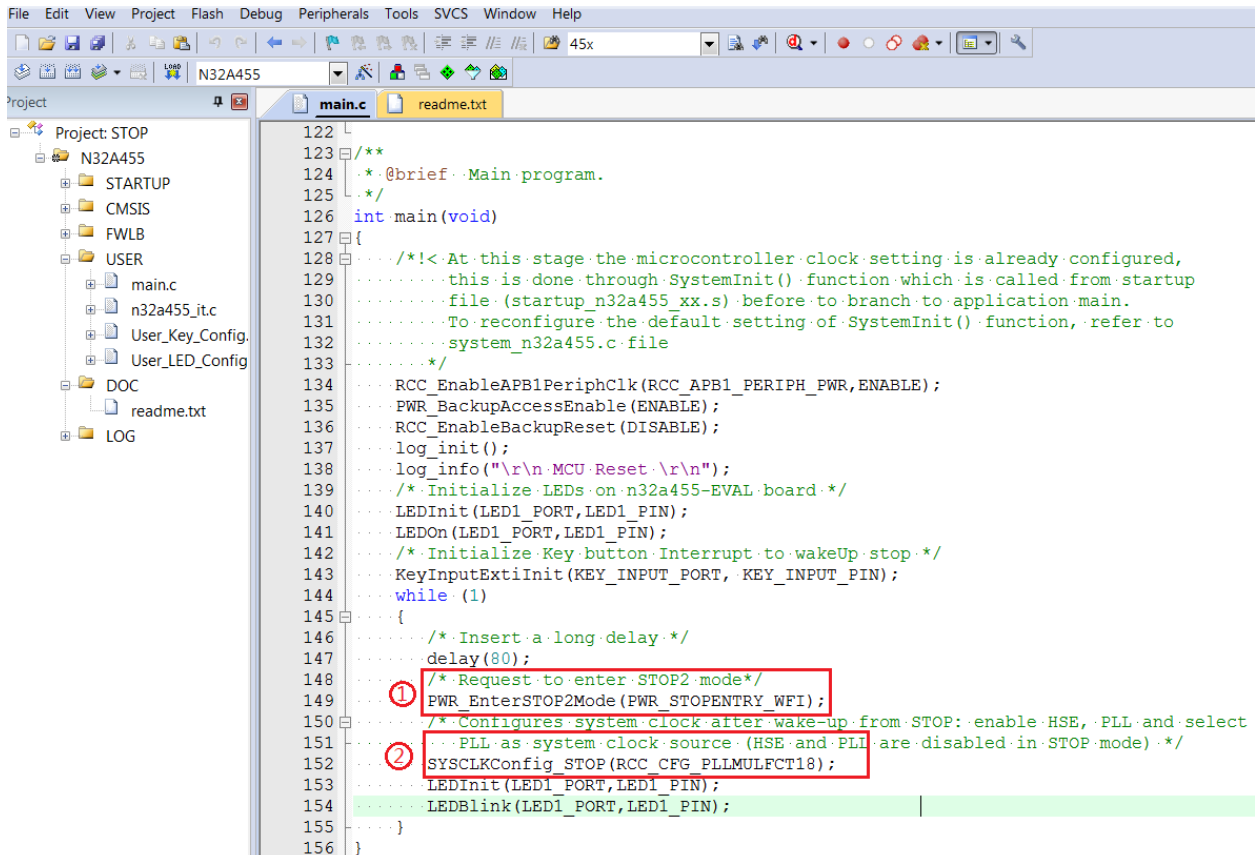 File Edit View Project Flash Debug Peripherals Tools SVCS Window Help
45x
LOAD N32A455
Project
main.c readme.txt
Project: STOP
N32A455
STARTUP
CMSIS
FWLB
USER
main.c
n32a455_it.c
User_Key_Config.
User_LED_Config
DOC
readme.txt
LOG
122
123 /**
124 * @brief Main program.
125 */
126 int main(void)
127 {
128 /*!< At this stage the microcontroller clock setting is already configured,
129 this is done through SystemInit() function which is called from startup
130 file (startup_n32a455_xx.s) before to branch to application main.
131 To reconfigure the default setting of SystemInit() function, refer to
132 system_n32a455.c file
133 */
134 RCC_EnableAPB1PeriphClk(RCC_APB1_PERIPH_PWR,ENABLE);
135 PWR_BackupAccessEnable(ENABLE);
136 RCC_EnableBackupReset(DISABLE);
137 log_init();
138 log_info("\r\n MCU Reset \r\n");
139 /* Initialize LEDs on n32a455-EVAL board */
140 LEDInit(LED1_PORT,LED1_PIN);
141 LEDOn(LED1_PORT,LED1_PIN);
142 /* Initialize Key button Interrupt to wakeUp stop */
143 KeyInputExtiInit(KEY_INPUT_PORT, KEY_INPUT_PIN);
144 while (1)
145 {
146 /* Insert a long delay */
147 delay(80);
148 /* Request to enter STOP2 mode*/
149 ① PWR_EnterSTOP2Mode(PWR_STOPENTRY_WFI);
150 /* Configures system clock after wake-up from STOP: enable HSE, PLL and select
151 PLL as system clock source (HSE and PLL are disabled in STOP mode) */
152 ② SYSCLKConfig_STOP(RCC_CFG_PLLMULFCT18);
153 LEDInit(LED1_PORT,LED1_PIN);
154 LEDBlink(LED1_PORT,LED1_PIN);
155 }
156 }